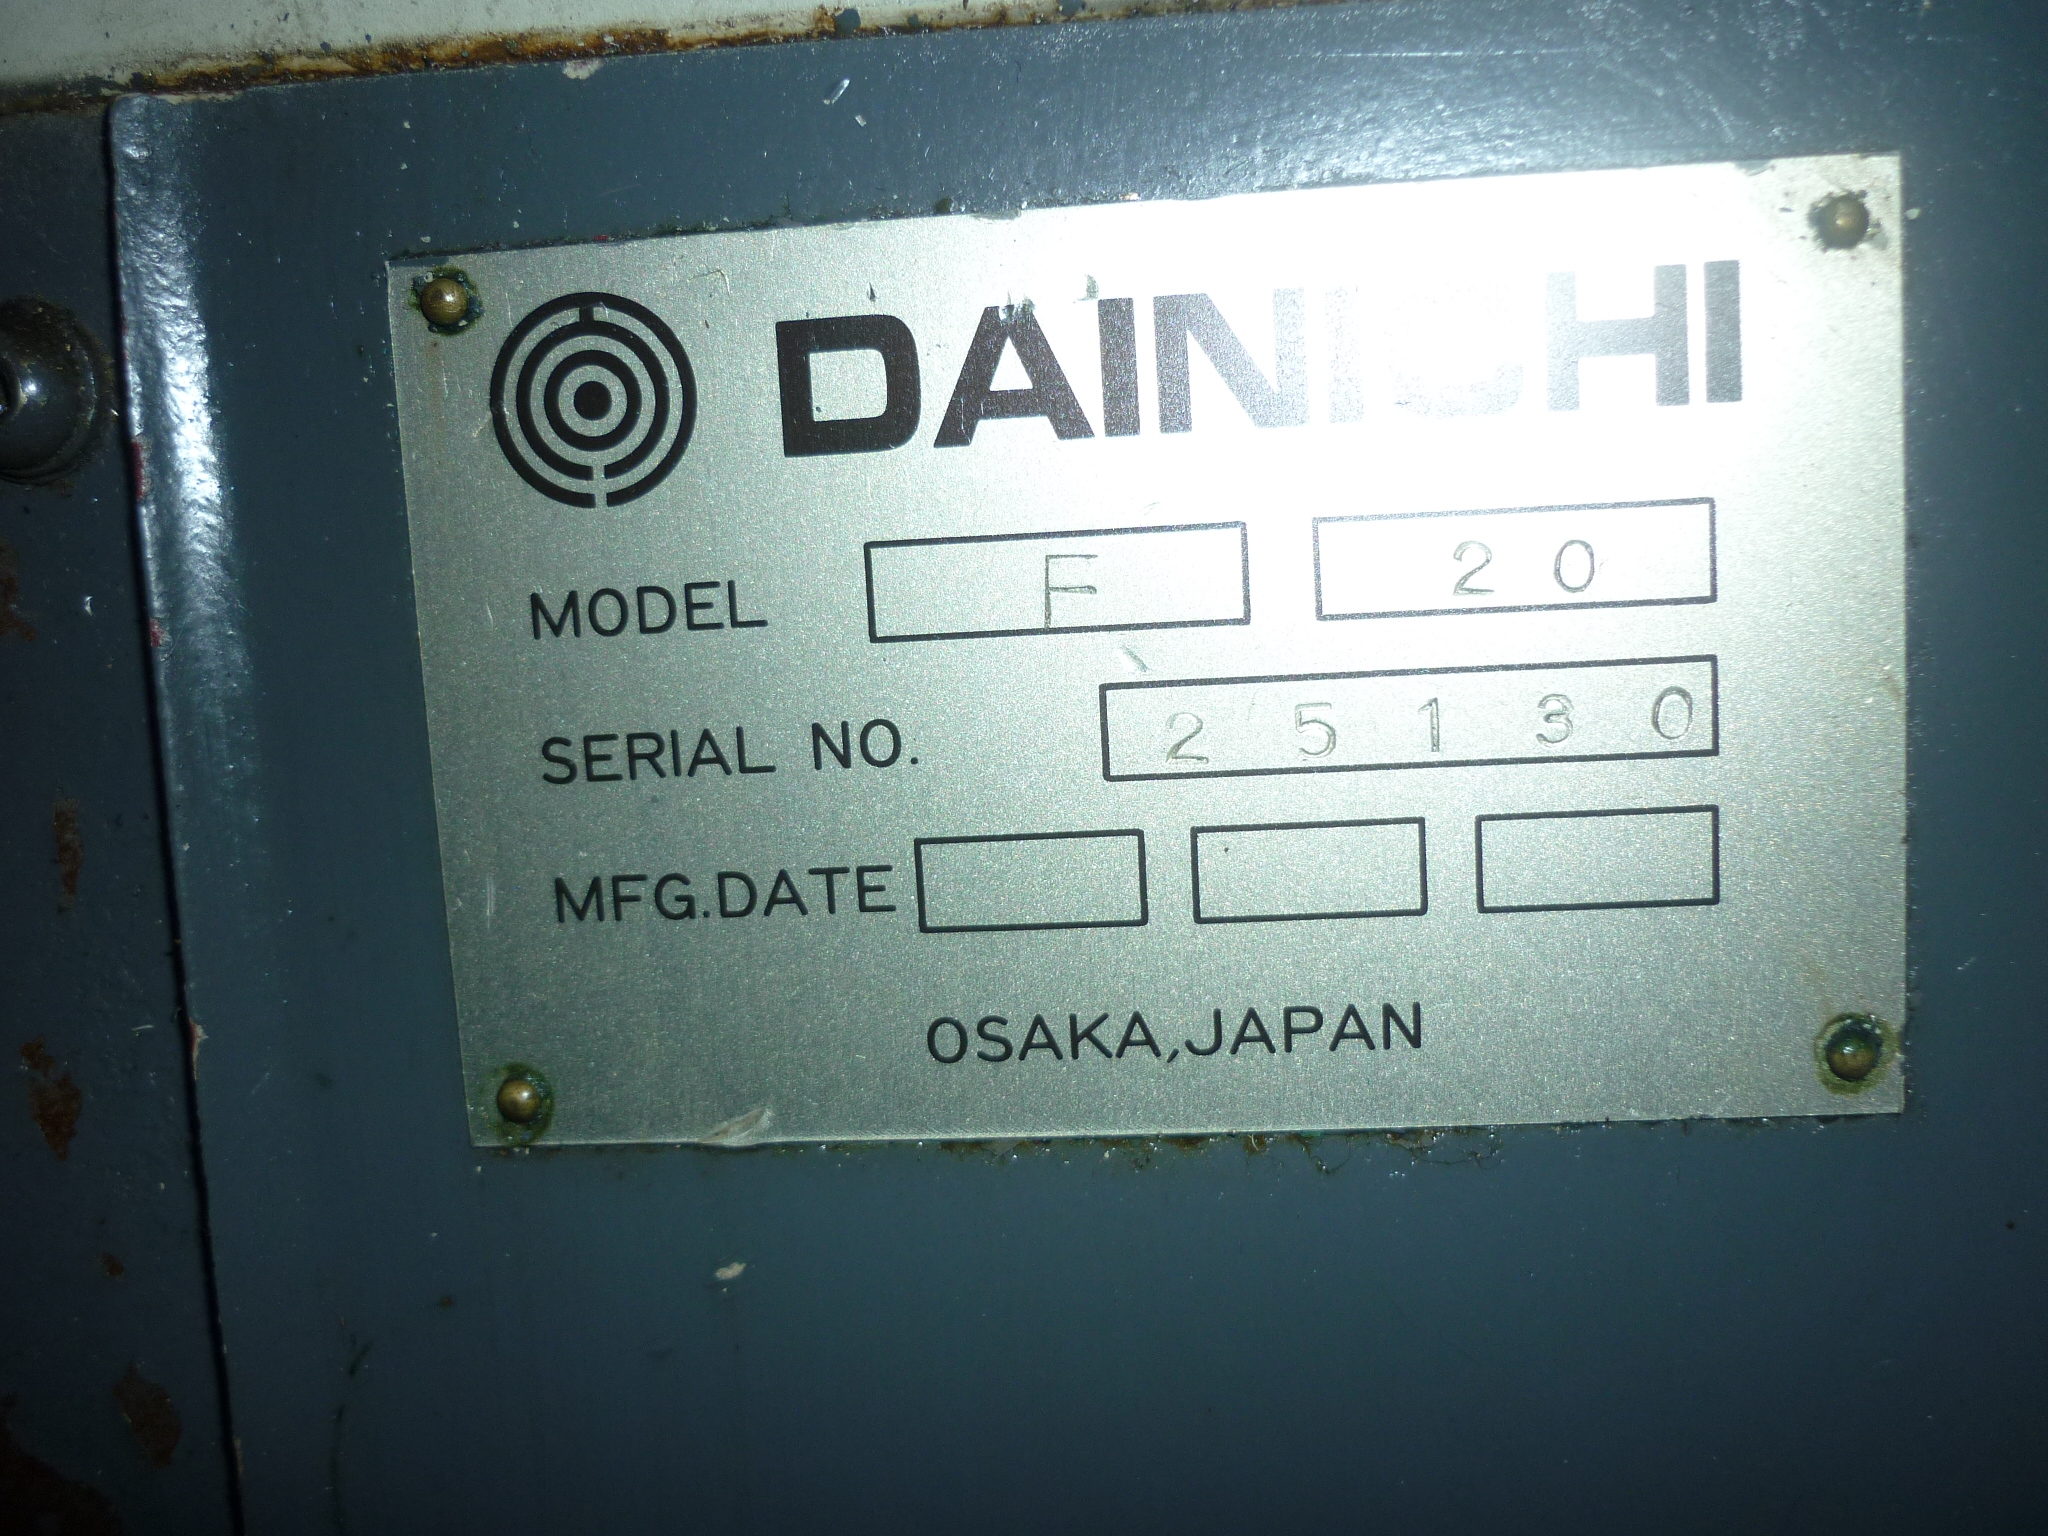 DAINICHI
MODEL F 20
SERIAL NO. 25130
MFG.DATE
OSAKA,JAPAN